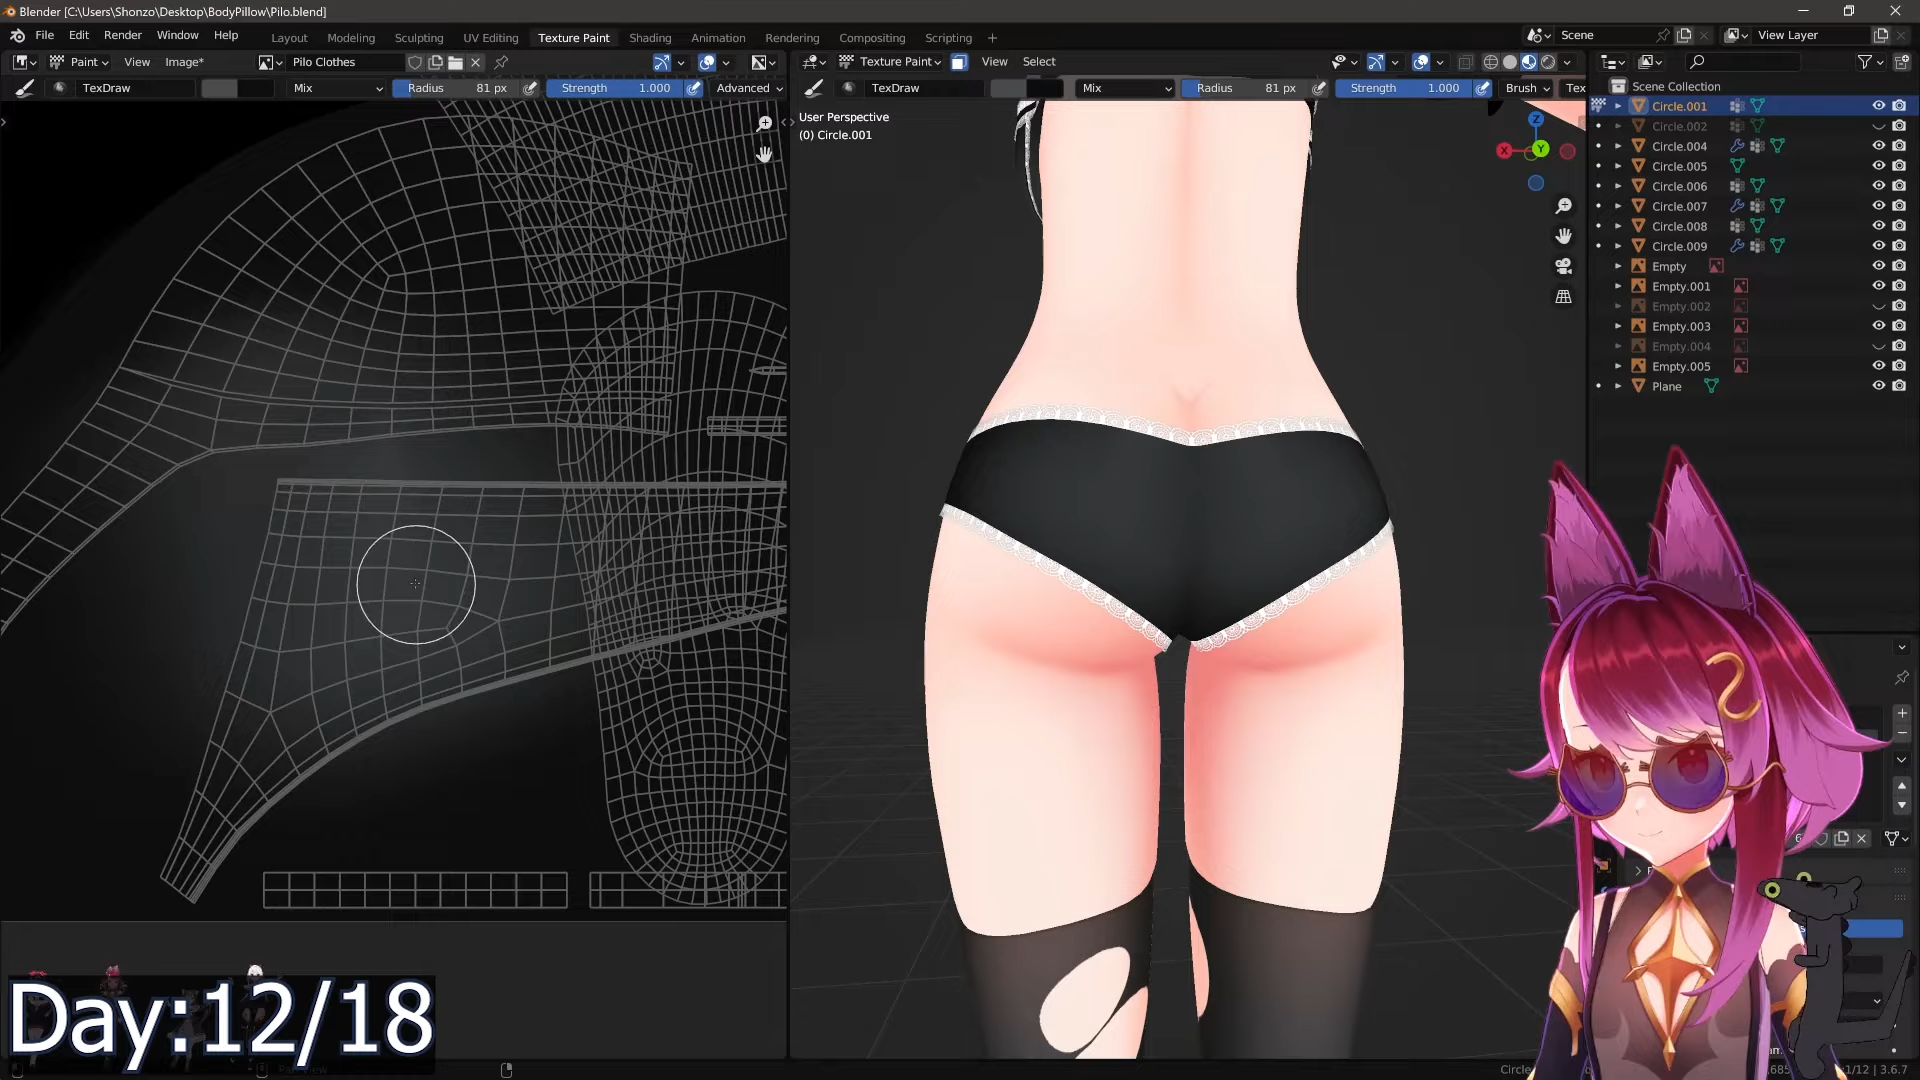 Blender [C:\Users\Shonzo\Desktop\BodyPillow\Pilo.blend]
File Edit Render Window Help Layout Modeling Sculpting UV Editing Texture Paint Shading Animation Rendering Compositing Scripting + Scene View Layer
Paint View Image* Pilo Clothes
Texture Paint View Select
TexDraw Mix Radius 81 px Strength 1.000 Advanced
TexDraw Mix Radius 81 px Strength 1.000 Brush Tex
User Perspective
(0) Circle.001
Z
X
Y
Scene Collection
Circle.001
Circle.002
Circle.004
Circle.005
Circle.006
Circle.007
Circle.008
Circle.009
Empty
Empty.001
Empty.002
Empty.003
Empty.004
Empty.005
Plane
Day:12/18
Circle
1/12 | 3.6.7